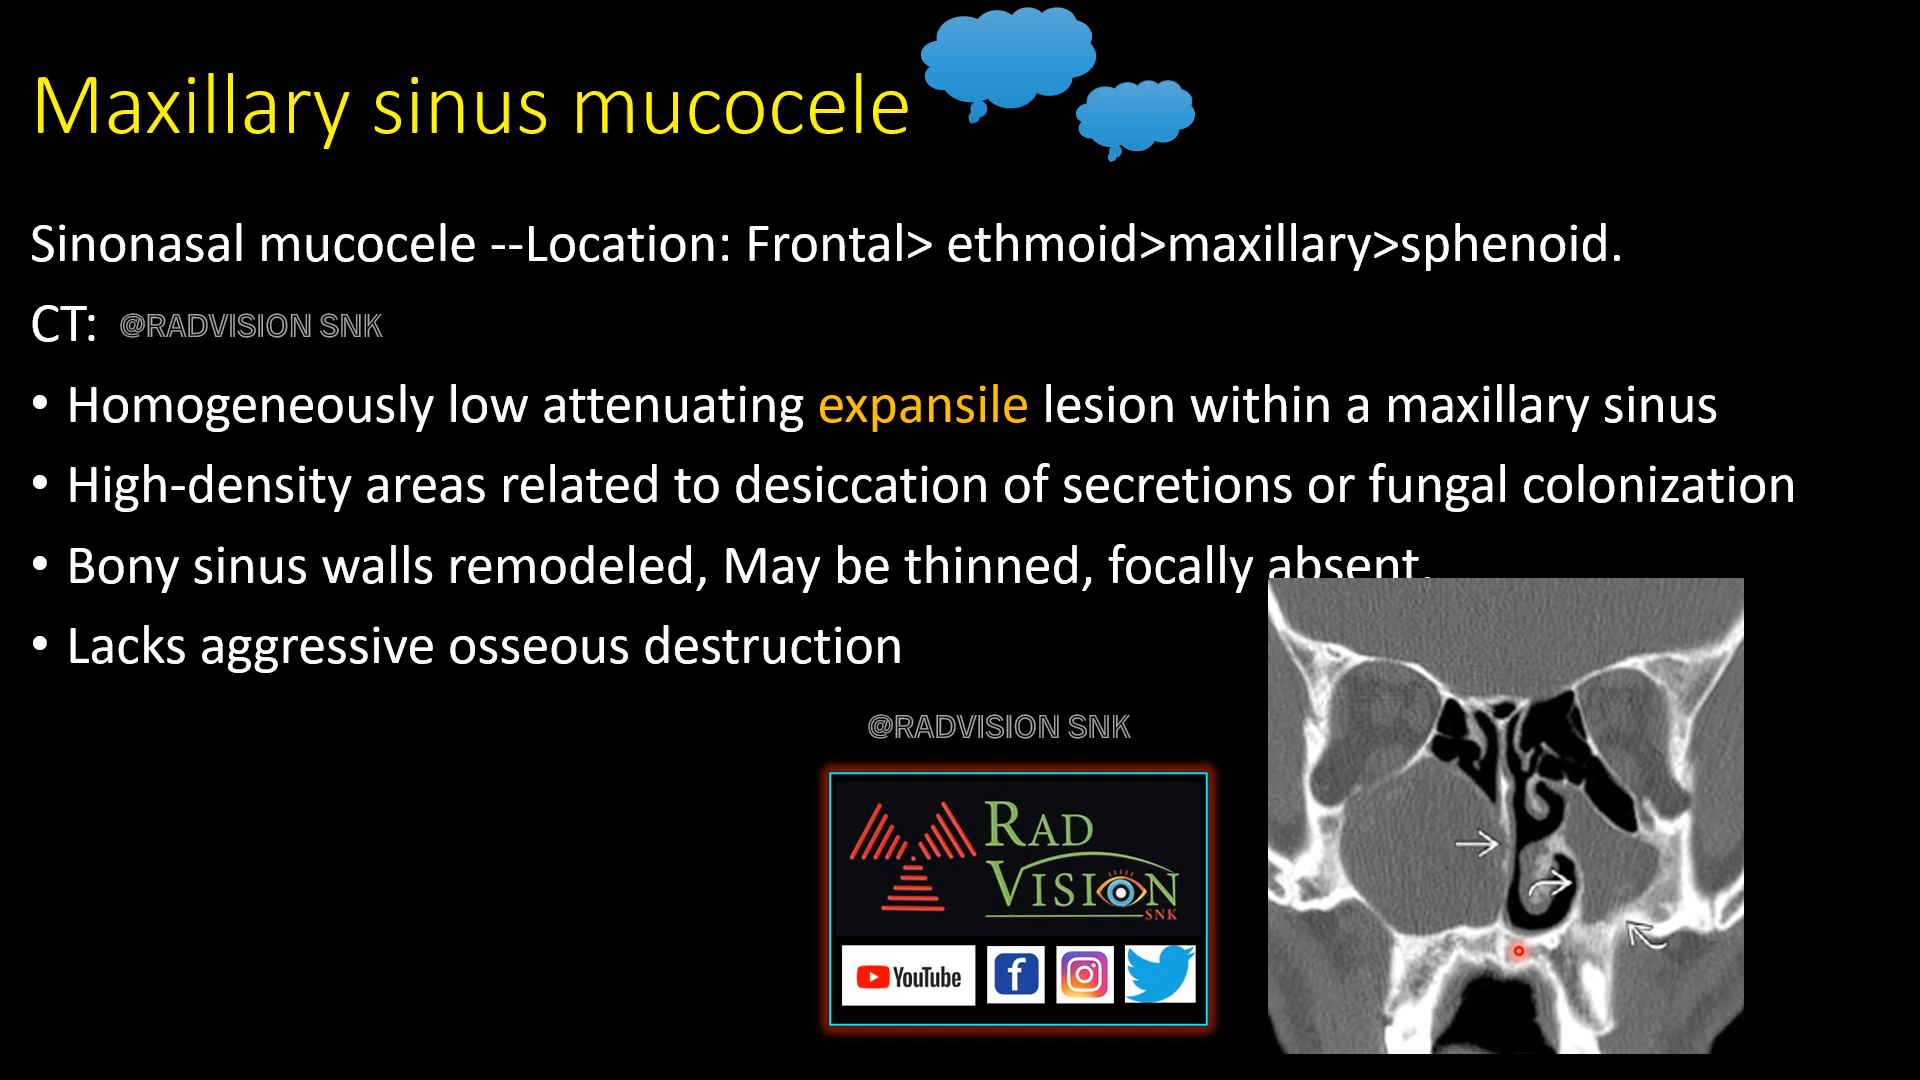 Maxillary sinus mucocele
Sinonasal mucocele --Location: Frontal> ethmoid>maxillary>sphenoid.
CT: @RADVISION SNK
• Homogeneously low attenuating expansile lesion within a maxillary sinus
• High-density areas related to desiccation of secretions or fungal colonization
• Bony sinus walls remodeled, May be thinned, focally absent.
• Lacks aggressive osseous destruction
@RADVISION SNK
RAD
VISION
SNK
YouTube